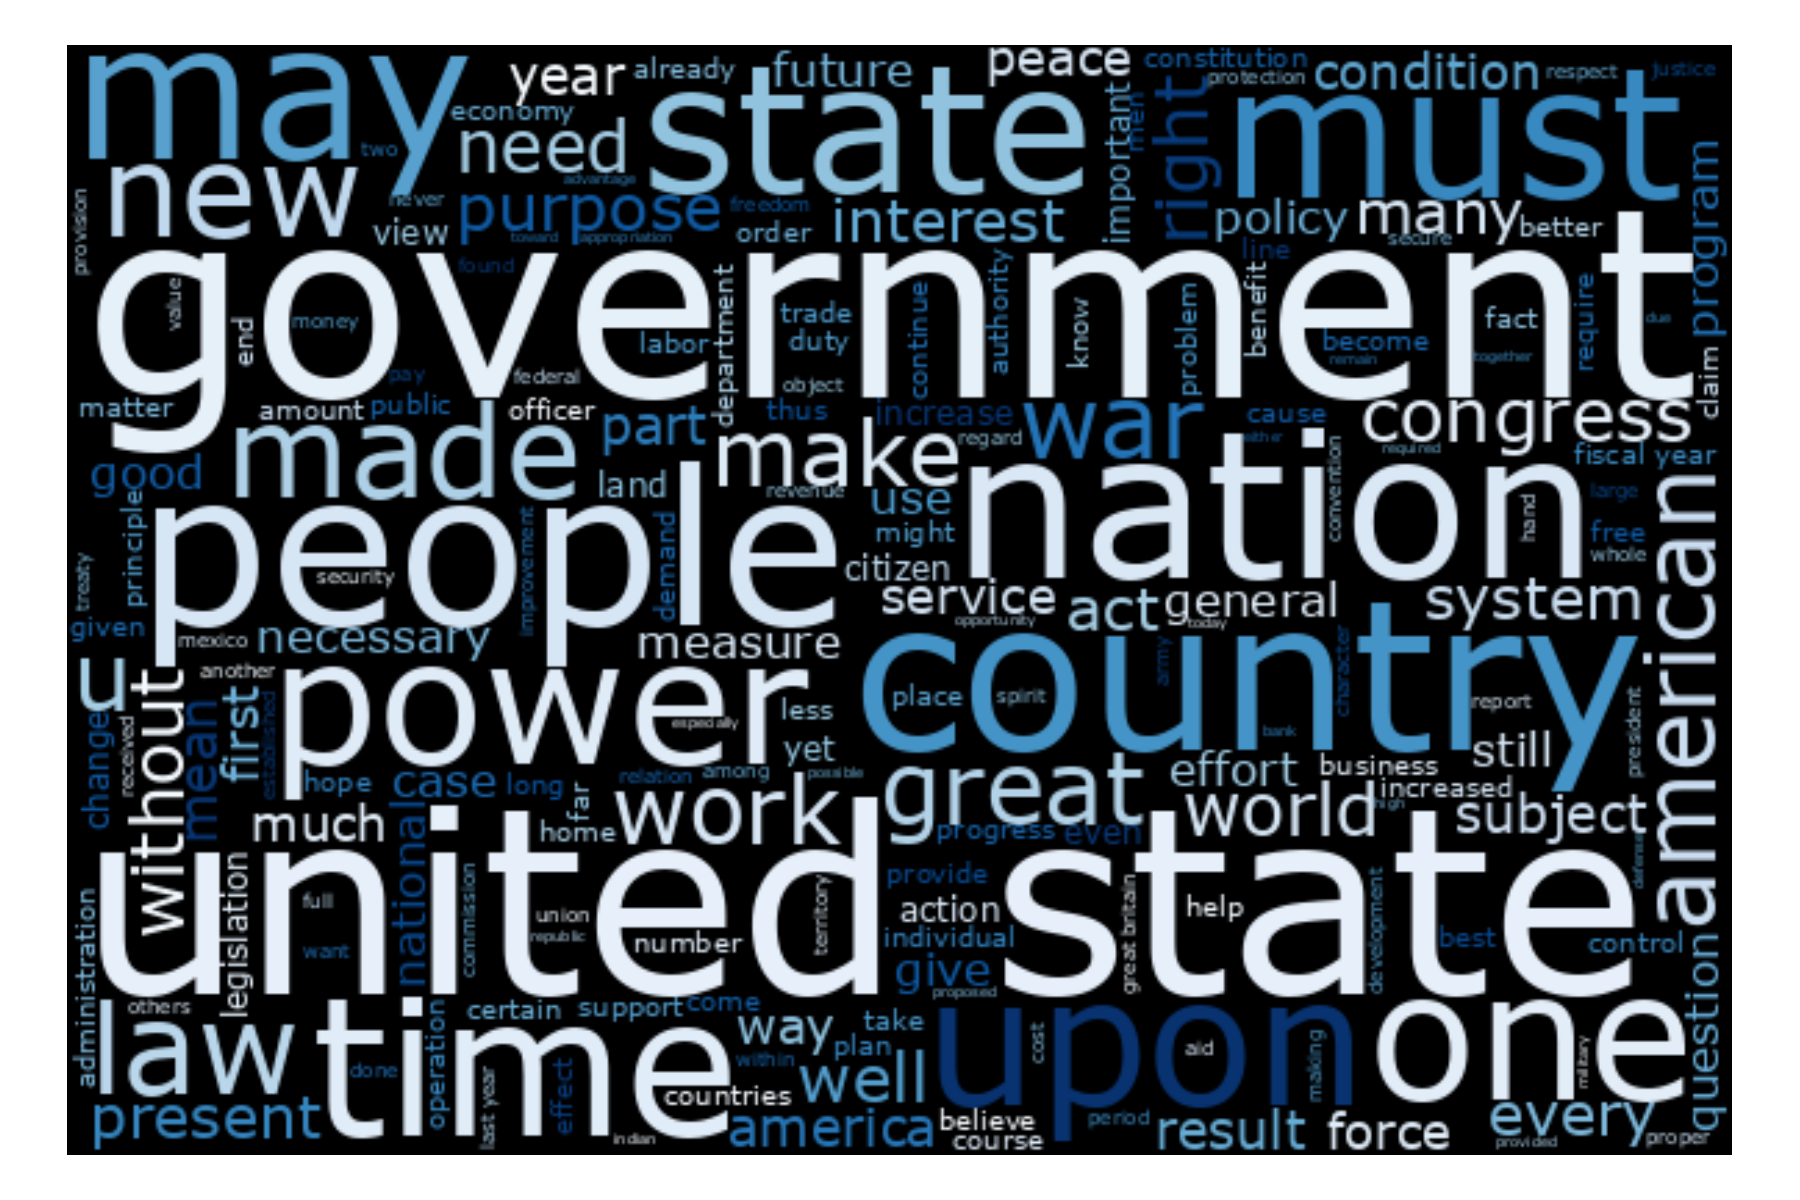 may
year
already
future
peace
constitution
protection
condition
respect
justice
economy
need
state
important
men
right
must
two
new
never
advantage
purpose
freedom
interest
policy
many
better
program
provision
view
toward
appropriation
order
line
secure
government
found
value
end
money
labor
department
trade
duty
continue
authority
know
problem
benefit
become
remain
fact
together
require
due
claim
pay
federal
object
matter
amount
public
officer
part
thus
increase
war
cause
either
congress
made
make
regard
required
fiscal year
good
land
revenue
use
nation
convention
large
american
people
principle
improvement
demand
might
hand
free
whole
treaty
security
citizen
given
mexico
necessary
measure
service
opportunity
act
general
today
system
u
another
without
power
country
army
character
changed
received
mean
first
established
especially
less
place
spirit
bank
report
president
yet
still
hope
case
long
relation
among
possible
great
effort
business
increased
far
work
world
high
subject
much
national
home
progress
even
defense
united state
legislation
full
commission
union
territory
provide
action
great britain
help
development
administration
want
republic
number
individual
best
control
give
question
others
proposed
law
time
operation
certain
support
come
way
take
upon
one
plan
cost
aid
making
military
done
last year
effect
within
well
countries
present
indian
america
believe
course
period
result
force
every
provided
proper